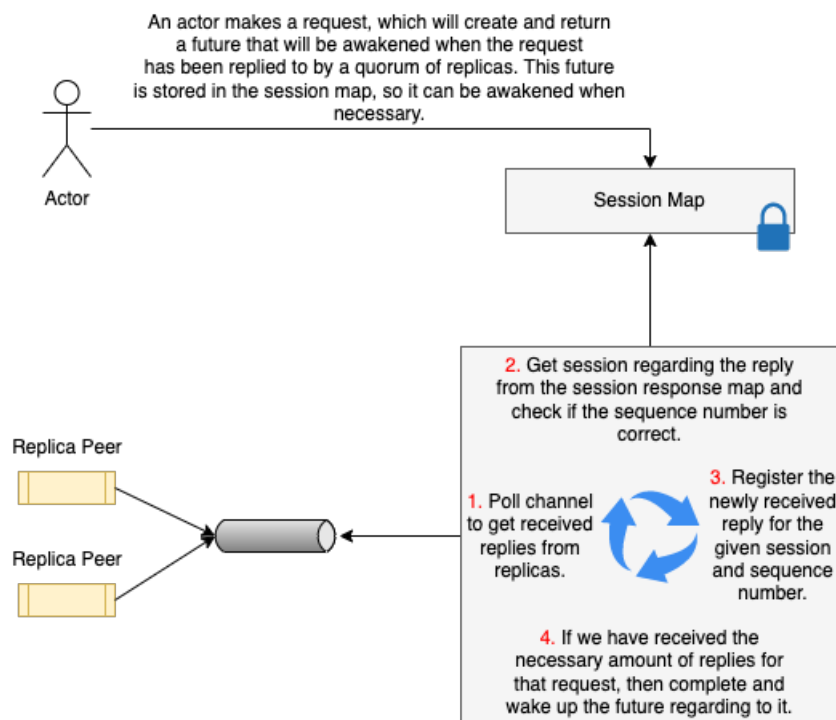 An actor makes a request, which will create and return
a future that will be awakened when the request
has been replied to by a quorum of replicas. This future
is stored in the session map, so it can be awakened when
necessary.
Actor
Session Map
2. Get session regarding the reply
from the session response map and
check if the sequence number is
correct.
Replica Peer
Replica Peer
1. Poll channel
to get received
replies from
replicas.
3. Register the
newly received
reply for the
given session
and sequence
number.
4. If we have received the
necessary amount of replies for
that request, then complete and
wake up the future regarding to it.